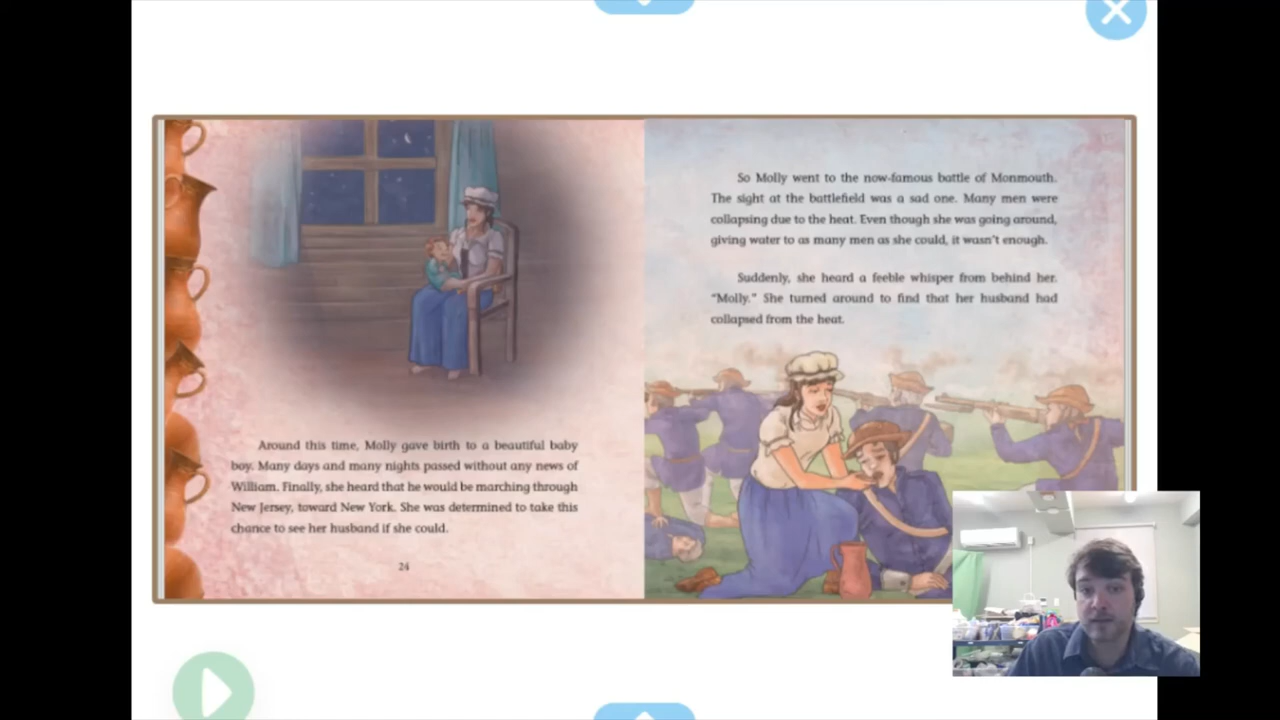 Around this time, Molly gave birth to a beautiful baby
boy. Many days and many nights passed without any news of
William. Finally, she heard that he would be marching through
New Jersey, toward New York. She was determined to take this
chance to see her husband if she could.
24
So Molly went to the now-famous battle of Monmouth.
The sight at the battlefield was a sad one. Many men were
collapsing due to the heat. Even though she was going around,
giving water to as many men as she could, it wasn't enough.
Suddenly, she heard a feeble whisper from behind her.
"Molly." She turned around to find that her husband had
collapsed from the heat.